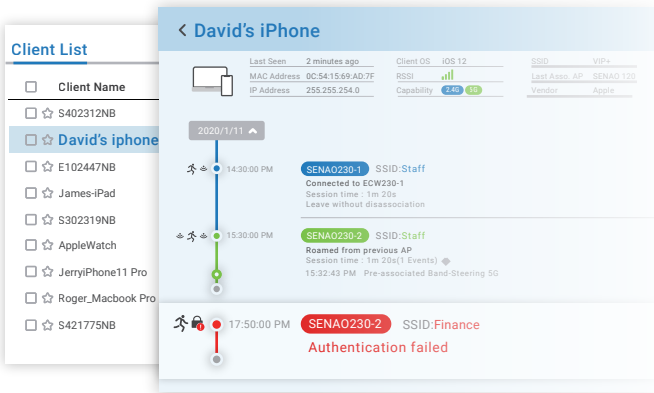 Client List
Client Name
S402312NB
David's iphone
E102447NB
James-iPad
S302319NB
AppleWatch
JerryiPhone11 Pro
Roger_Macbook Pro
S421775NB
< David's iPhone
Last Seen 2 minutes ago
MAC Address 0C:54:15:69:AD:7F
IP Address 255.255.254.0
Client OS iOS 12
RSSI
Capability 2.4G 5G
SSID VIP+
Last Asso. AP SENAO 120
Vendor Apple
2020/1/11
14:30:00 PM SENAO230-1 SSID:Staff
Connected to ECW230-1
Session time : 1m 20s
Leave without disassociation
15:30:00 PM SENAO230-2 SSID:Staff
Roamed from previous AP
Session time : 1m 20s(1 Events)
15:32:43 PM Pre-associated Band-Steering 5G
17:50:00 PM SENAO230-2 SSID:Finance
Authentication failed